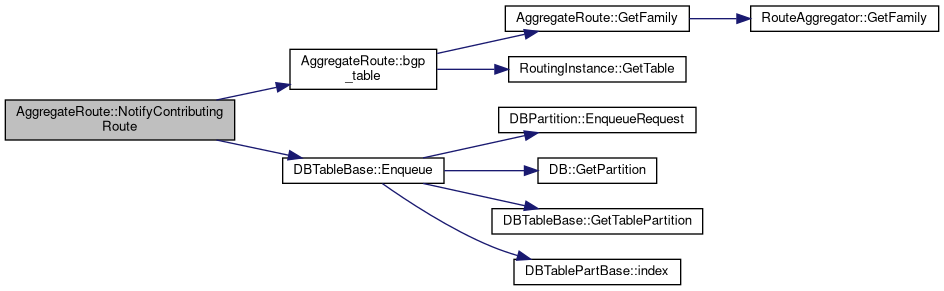 AggregateRoute::NotifyContributing
Route
AggregateRoute::bgp
_table
AggregateRoute::GetFamily
RouteAggregator::GetFamily
RoutingInstance::GetTable
DBTableBase::Enqueue
DBPartition::EnqueueRequest
DB::GetPartition
DBTableBase::GetTablePartition
DBTablePartBase::index